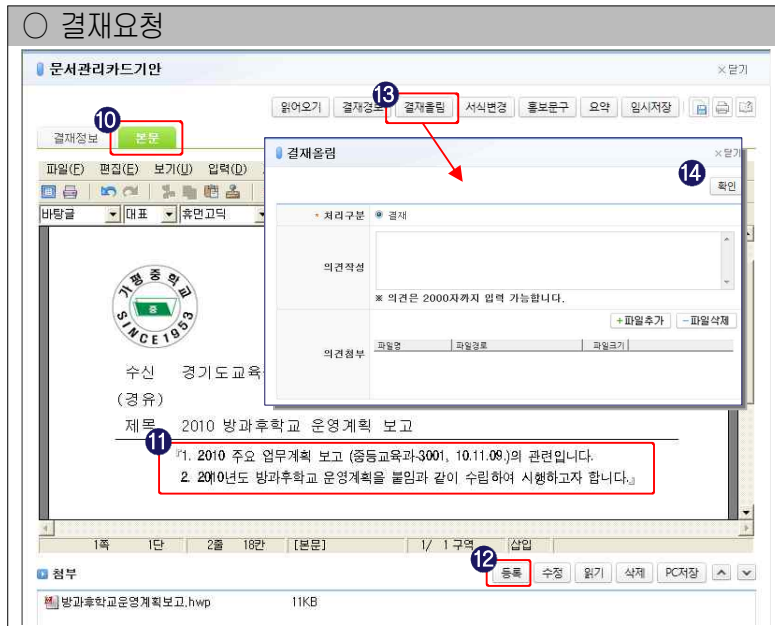 ○ 결재요청
문서관리카드기안
×닫기
읽어오기 결재경로 결재올림 서식변경 홍보문구 요약 임시저장
⑬
⑩
결재정보 본문
파일(F) 편집(E) 보기(U) 입력(D)
바탕글 대표 휴먼고딕
결재올림
×닫기
⑭
확인
처리구분 결재
의견작성
※ 의견은 2000자까지 입력 가능합니다.
+파일추가 -파일삭제
의견첨부
파일명 파일경로 파일크기
가평중학교
중
SINCE1953
수신 경기도교육
(경유)
제목 2010 방과후학교 운영계획 보고
⑪
『1. 2010 주요 업무계획 보고 (중등교육과-3001, 10.11.09.)의 관련입니다.
2. 2010년도 방과후학교 운영계획을 붙임과 같이 수립하여 시행하고자 합니다.』
1쪽 1단 2줄 18칸 [본문] 1/ 1 구역 삽입
⑫
첨부
등록 수정 읽기 삭제 PC저장
방과후학교운영계획보고.hwp 11KB